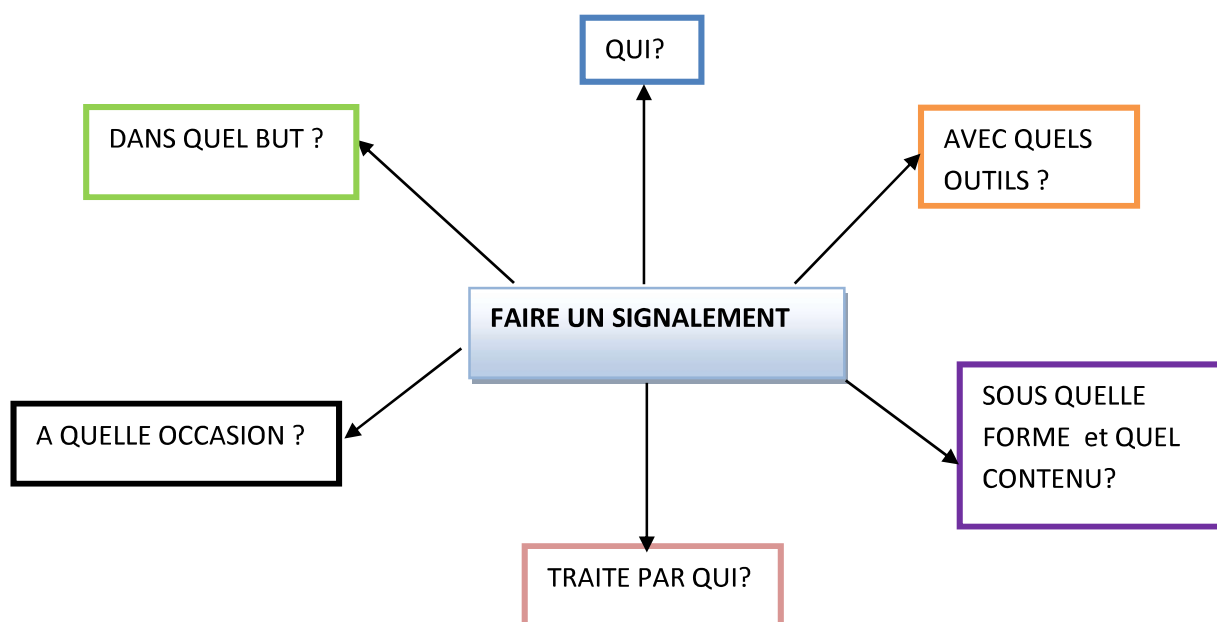 QUI?
DANS QUEL BUT ?
AVEC QUELS
OUTILS ?
FAIRE UN SIGNALEMENT
A QUELLE OCCASION ?
SOUS QUELLE
FORME et QUEL
CONTENU?
TRAITE PAR QUI?